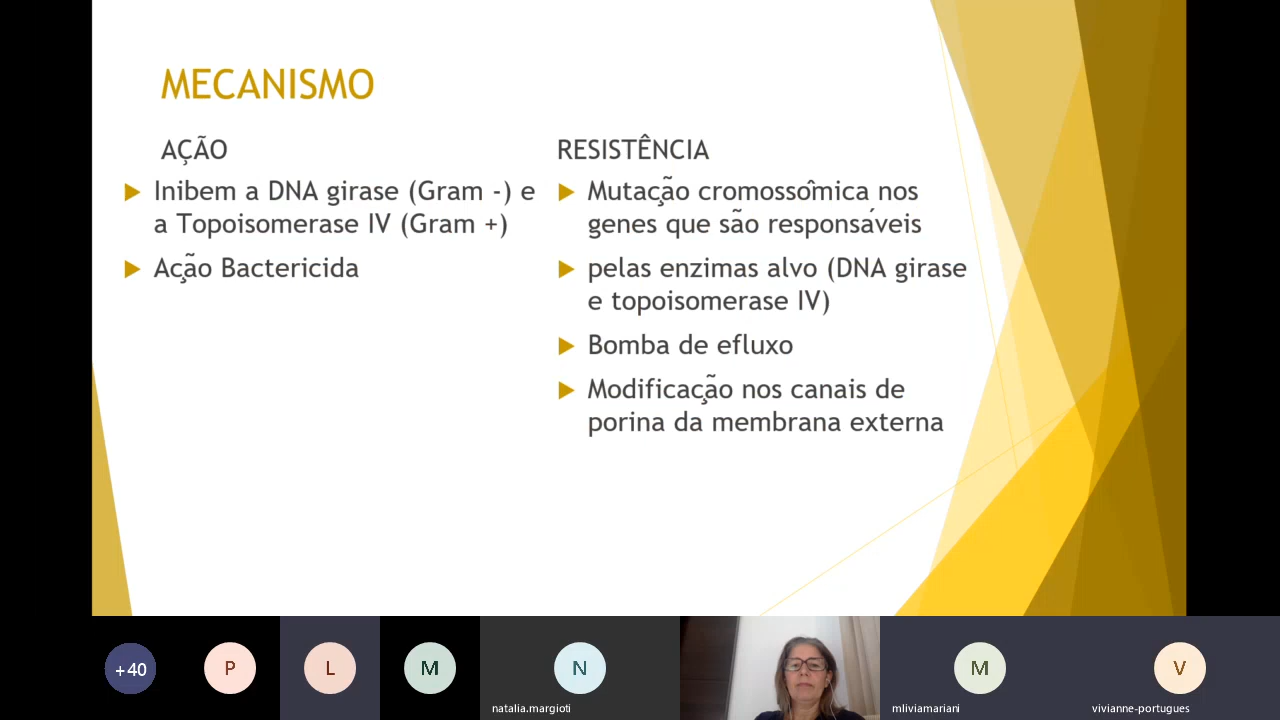 MECANISMO
AÇÃO
Inibem a DNA girase (Gram -) e
a Topoisomerase IV (Gram +)
Ação Bactericida
RESISTÊNCIA
Mutação cromossômica nos
genes que são responsáveis
pelas enzimas alvo (DNA girase
e topoisomerase IV)
Bomba de efluxo
Modificação nos canais de
porina da membrana externa
+40
P
L
M
N
natalia.margioti
M
mliviamariani
V
vivianne-portugues